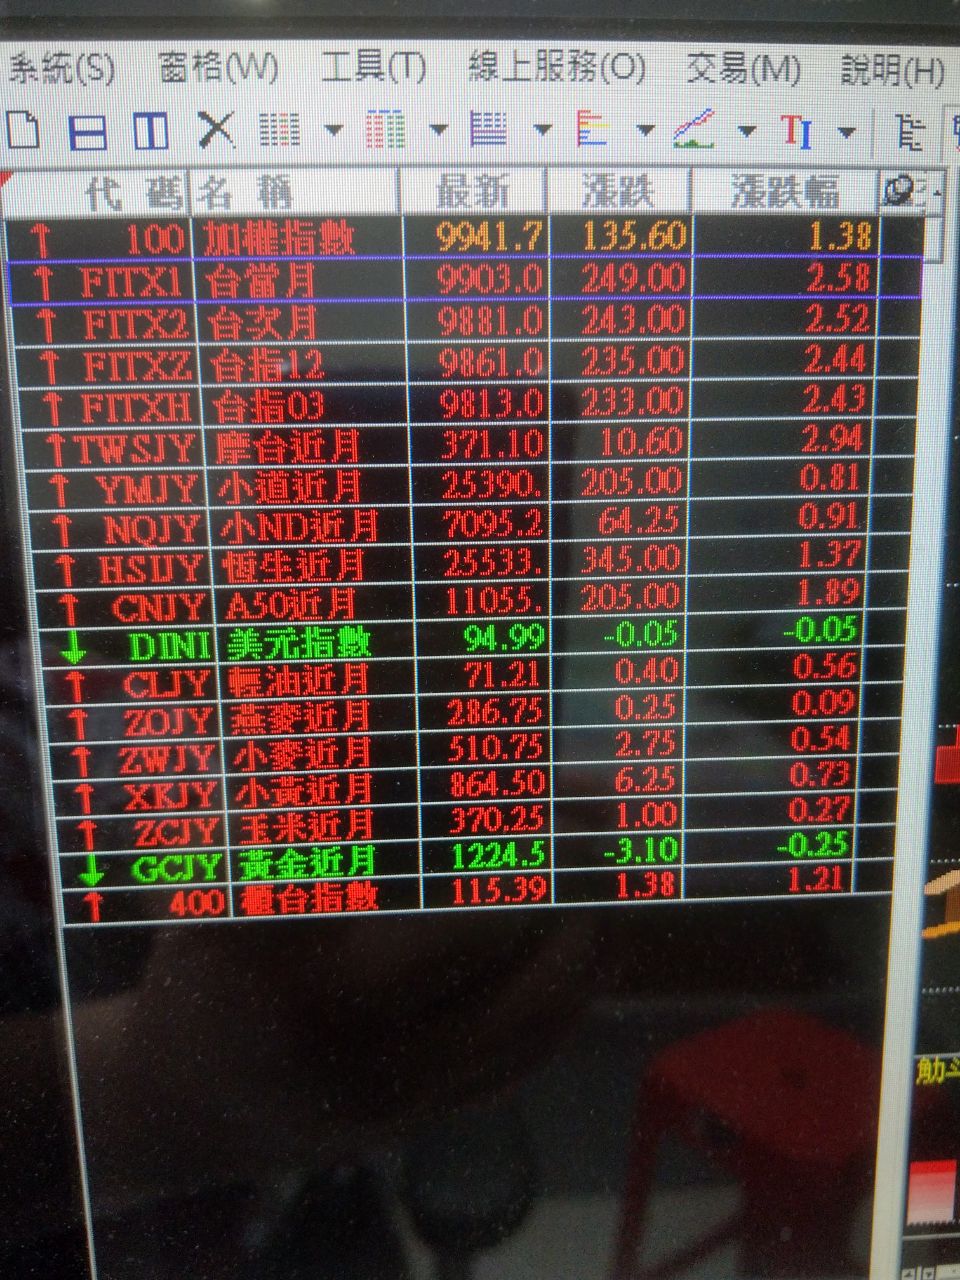 系統(S) 窗格(W) 工具(T) 線上服務(O) 交易(M) 說明(H)
代 碼 名 稱 最新 漲跌 漲跌幅
↑ 100 加權指數 9941.7 135.60 1.38
↑ FITX1 台當月 9903.0 249.00 2.58
↑ FITX2 台次月 9881.0 243.00 2.52
↑ FITXZ 台指12 9861.0 235.00 2.44
↑ FITXH 台指03 9813.0 233.00 2.43
↑ TWSJY 摩台近月 371.10 10.60 2.94
↑ YMJY 小道近月 25390. 205.00 0.81
↑ NQJY 小ND近月 7095.2 64.25 0.91
↑ HSIJY 恆生近月 25533. 345.00 1.37
↑ CNJY A50近月 11055. 205.00 1.89
↓ DINI 美元指數 94.99 -0.05 -0.05
↑ CLJY 輕油近月 71.21 0.40 0.56
↑ ZOJY 燕麥近月 286.75 0.25 0.09
↑ ZWJY 小麥近月 510.75 2.75 0.54
↑ XKJY 小黃近月 864.50 6.25 0.73
↑ ZCJY 玉米近月 370.25 1.00 0.27
↓ GCJY 黃金近月 1224.5 -3.10 -0.25
↑ 400 櫃台指數 115.39 1.38 1.21